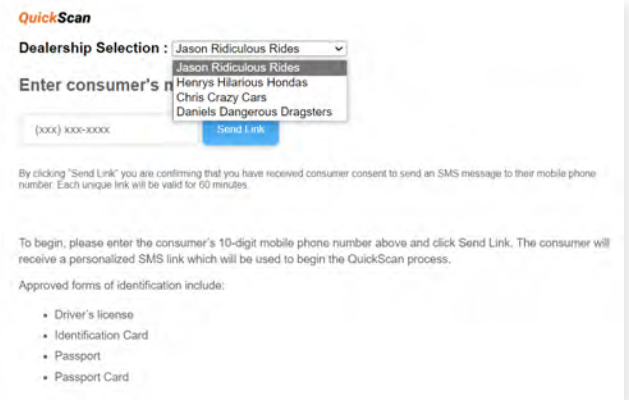 QuickScan
Dealership Selection : Jason Ridiculous Rides
Jason Ridiculous Rides
Henrys Hilarious Hondas
Chris Crazy Cars
Daniels Dangerous Dragsters
Enter consumer's
(xxx) xxx-xxxx
Send Link
By clicking "Send Link" you are confirming that you have received consumer consent to send an SMS message to their mobile phone
number. Each unique link will be valid for 60 minutes.
To begin, please enter the consumer's 10-digit mobile phone number above and click Send Link. The consumer will
receive a personalized SMS link which will be used to begin the QuickScan process.
Approved forms of identification include:
• Driver's license
• Identification Card
• Passport
• Passport Card